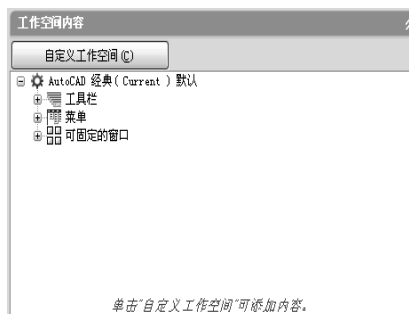 工作空间内容
自定义工作空间(C)
AutoCAD 经典(Current) 默认
工具栏
菜单
可固定的窗口
单击"自定义工作空间"可添加内容。